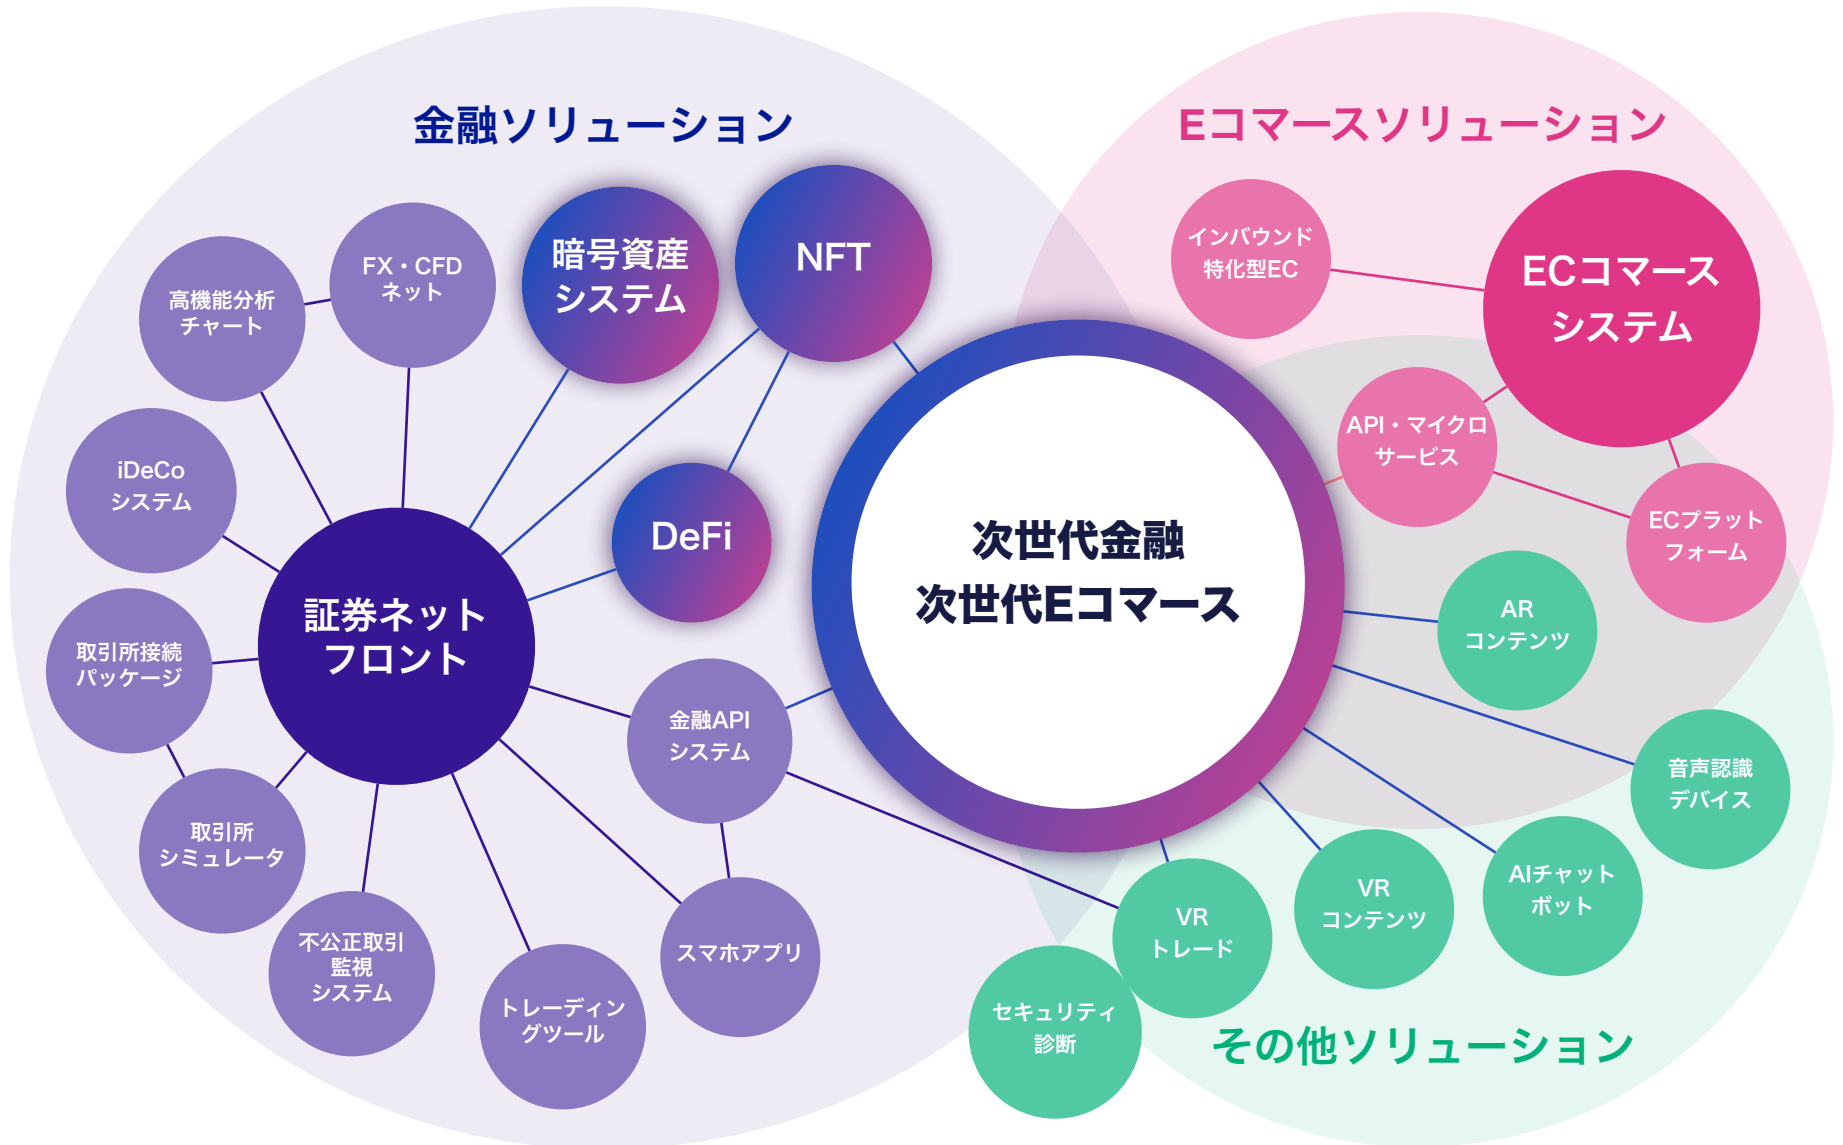 金融ソリューション
Eコマースソリューション
暗号資産
システム
NFT
FX・CFD
ネット
高機能分析
チャート
インバウンド
特化型EC
ECコマース
システム
API・マイクロ
サービス
iDeCo
システム
DeFi
ECプラット
フォーム
次世代金融
次世代Eコマース
証券ネット
フロント
AR
コンテンツ
取引所接続
パッケージ
金融API
システム
音声認識
デバイス
取引所
シミュレータ
AIチャット
ボット
VR
コンテンツ
VR
トレード
不公正取引
監視
システム
スマホアプリ
トレーディン
グツール
セキュリティ
診断
その他ソリューション